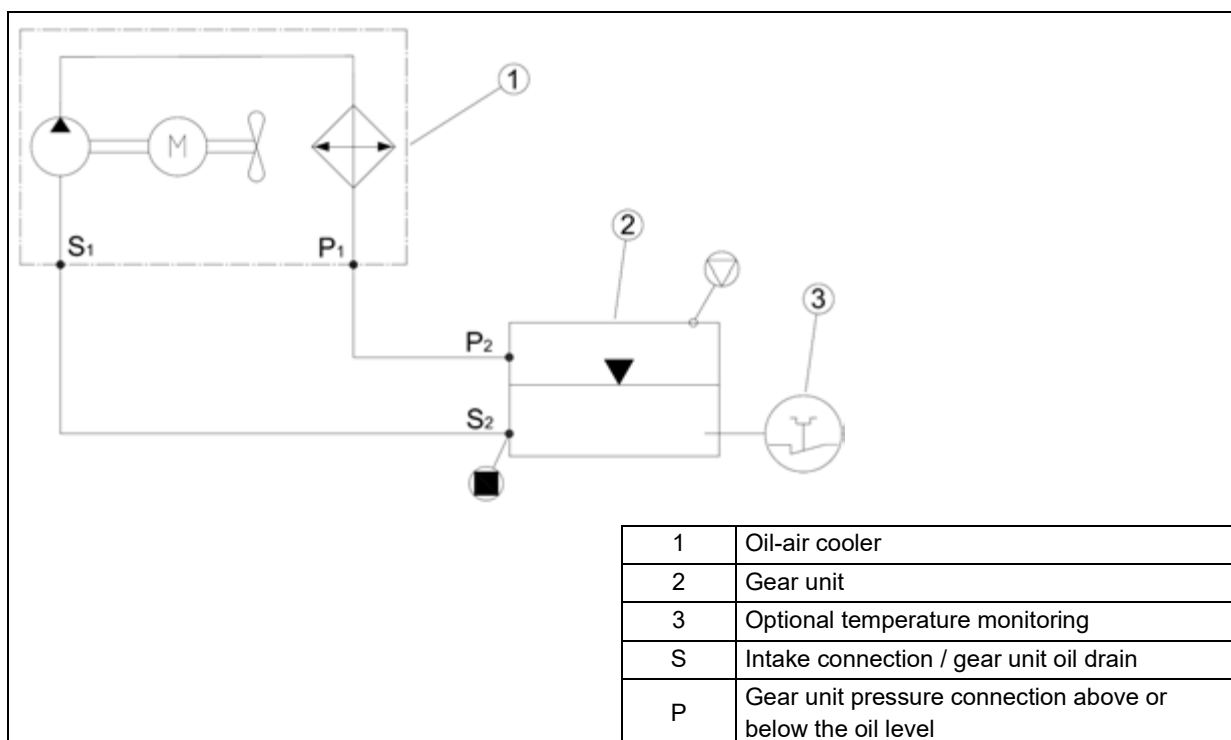 1
M
S1
P1
2
3
P2
S2
1 Oil-air cooler
2 Gear unit
3 Optional temperature monitoring
S Intake connection / gear unit oil drain
P Gear unit pressure connection above or
below the oil level